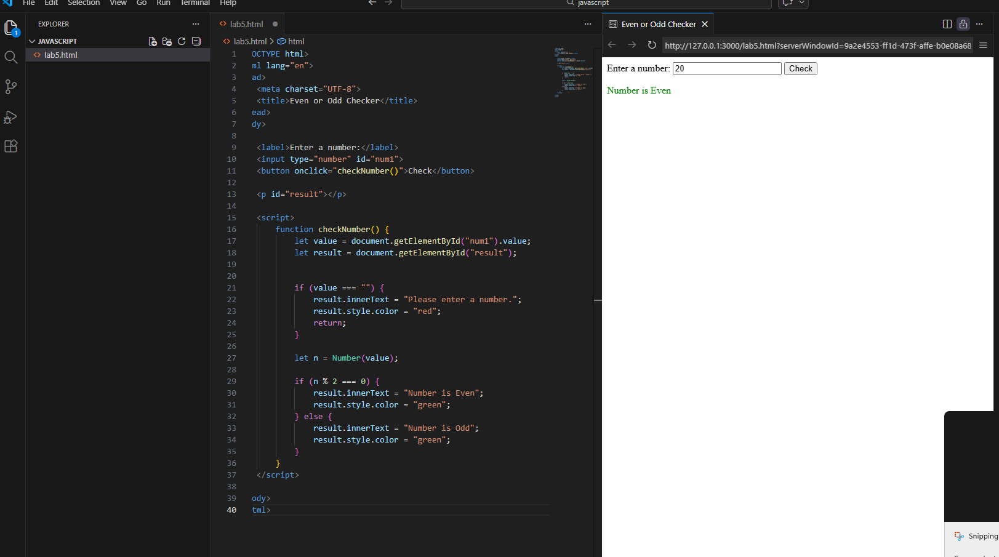 File Edit Selection View Go Run Terminal Help
javascript
EXPLORER
1
JAVASCRIPT
lab5.html
lab5.html
lab5.html > html
1 OCTYPE html>
2 ml lang="en">
3 ad>
4 <meta charset="UTF-8">
5 <title>Even or Odd Checker</title>
6 ead>
7 dy>
8
9 <label>Enter a number:</label>
10 <input type="number" id="num1">
11 <button onclick="checkNumber()">Check</button>
12
13 <p id="result"></p>
14
15 <script>
16 function checkNumber() {
17 let value = document.getElementById("num1").value;
18 let result = document.getElementById("result");
19
20
21 if (value === "") {
22 result.innerText = "Please enter a number.";
23 result.style.color = "red";
24 return;
25 }
26
27 let n = Number(value);
28
29 if (n % 2 === 0) {
30 result.innerText = "Number is Even";
31 result.style.color = "green";
32 } else {
33 result.innerText = "Number is Odd";
34 result.style.color = "green";
35 }
36 }
37 </script>
38
39 ody>
40 tml>
Even or Odd Checker
http://127.0.0.1:3000/lab5.html?serverWindowId=9a2e4553-ff1d-473f-affe-b0e08a68
Enter a number: 20 Check
Number is Even
Snipping